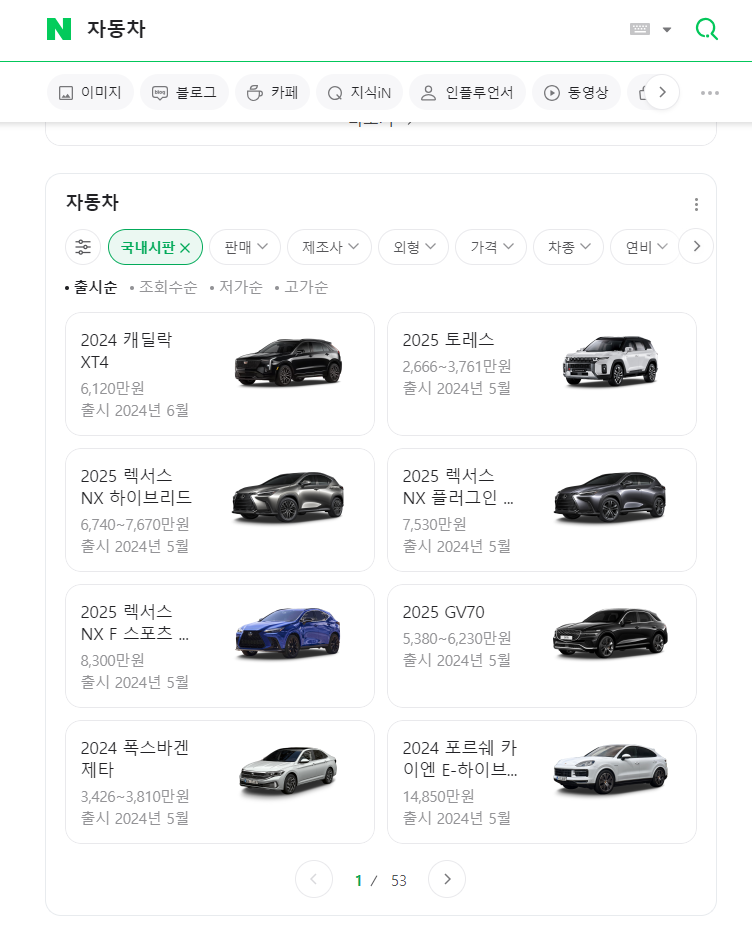 N 자동차
이미지 블로그 카페 지식iN 인플루언서 동영상
자동차
국내시판 판매 제조사 외형 가격 차종 연비
출시순 조회수순 저가순 고가순
2024 캐딜락
XT4
6,120만원
출시 2024년 6월
2025 토레스
2,666~3,761만원
출시 2024년 5월
2025 렉서스
NX 하이브리드
6,740~7,670만원
출시 2024년 5월
2025 렉서스
NX 플러그인 ...
7,530만원
출시 2024년 5월
2025 렉서스
NX F 스포츠 ...
8,300만원
출시 2024년 5월
2025 GV70
5,380~6,230만원
출시 2024년 5월
2024 폭스바겐
제타
3,426~3,810만원
출시 2024년 5월
2024 포르쉐 카
이엔 E-하이브...
14,850만원
출시 2024년 5월
1 / 53